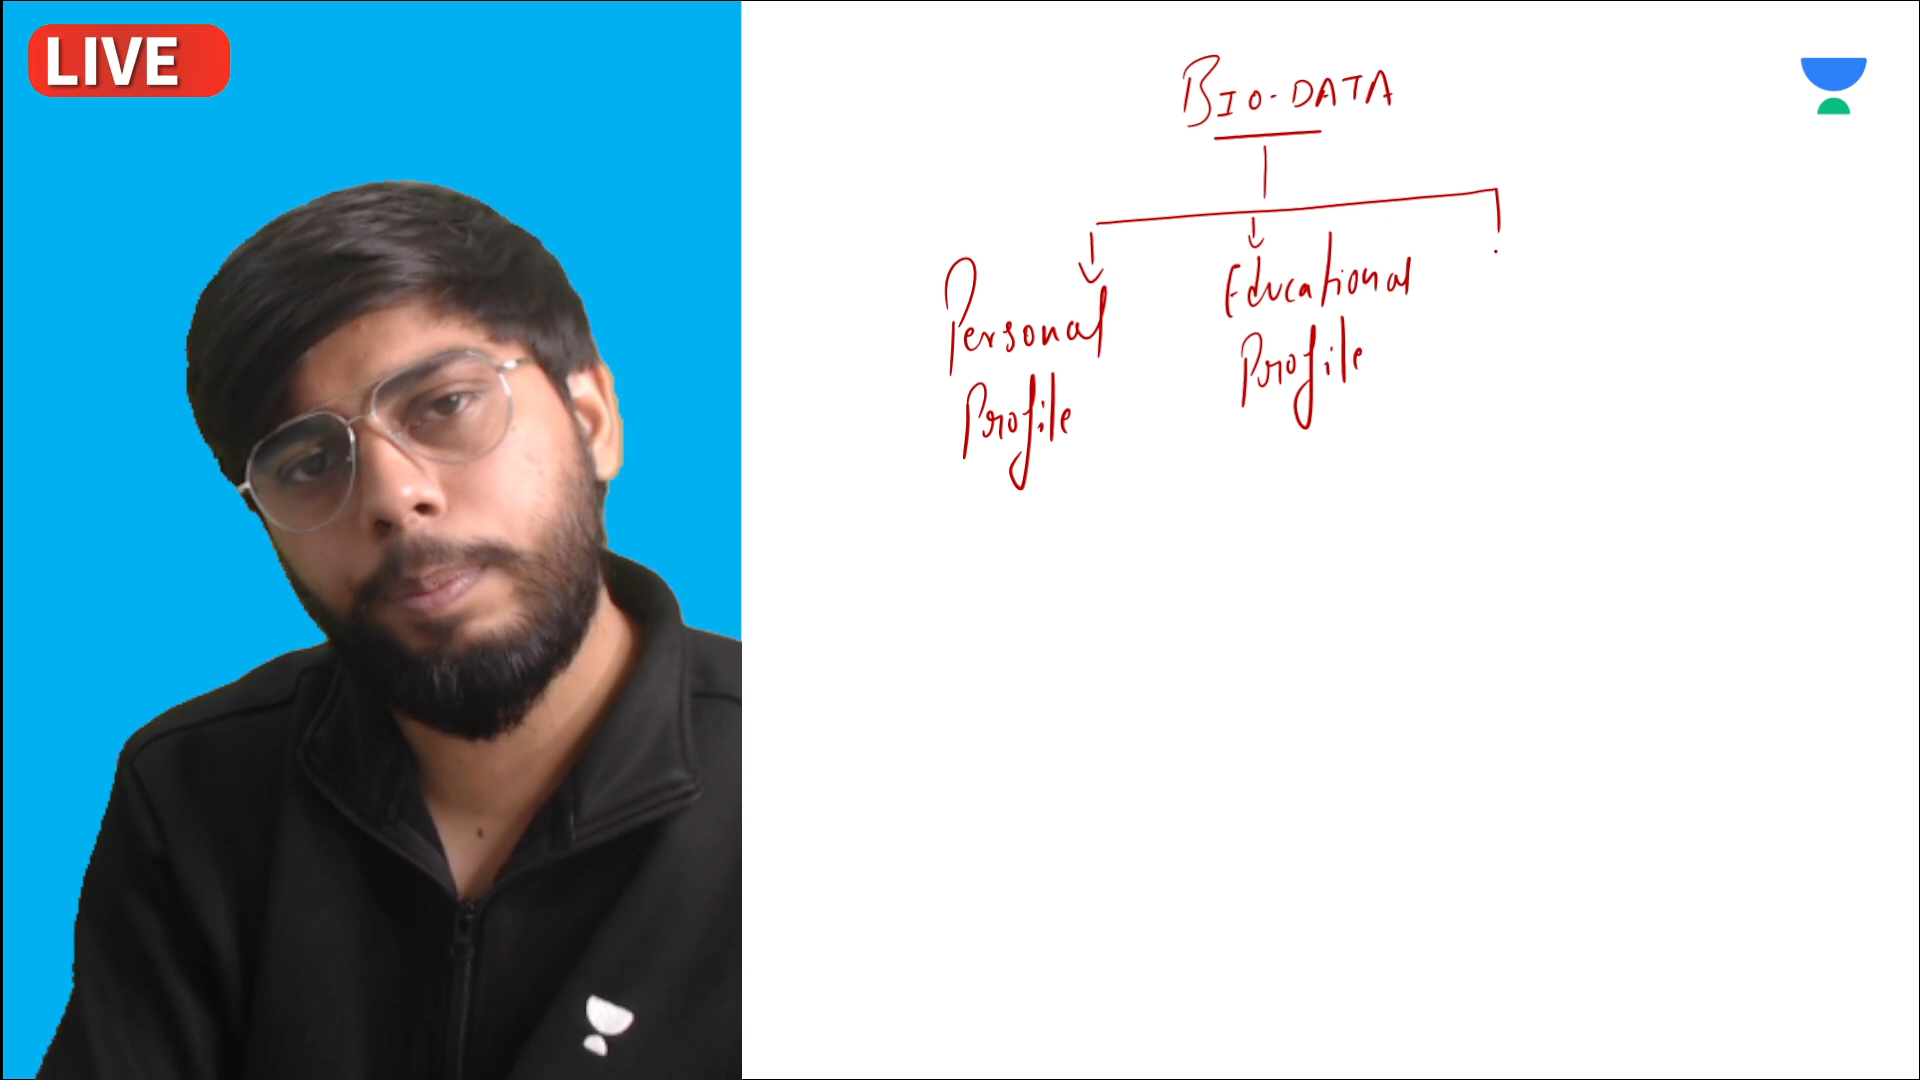 LIVE
BIO-DATA
Personal
Profile
Educational
Profile